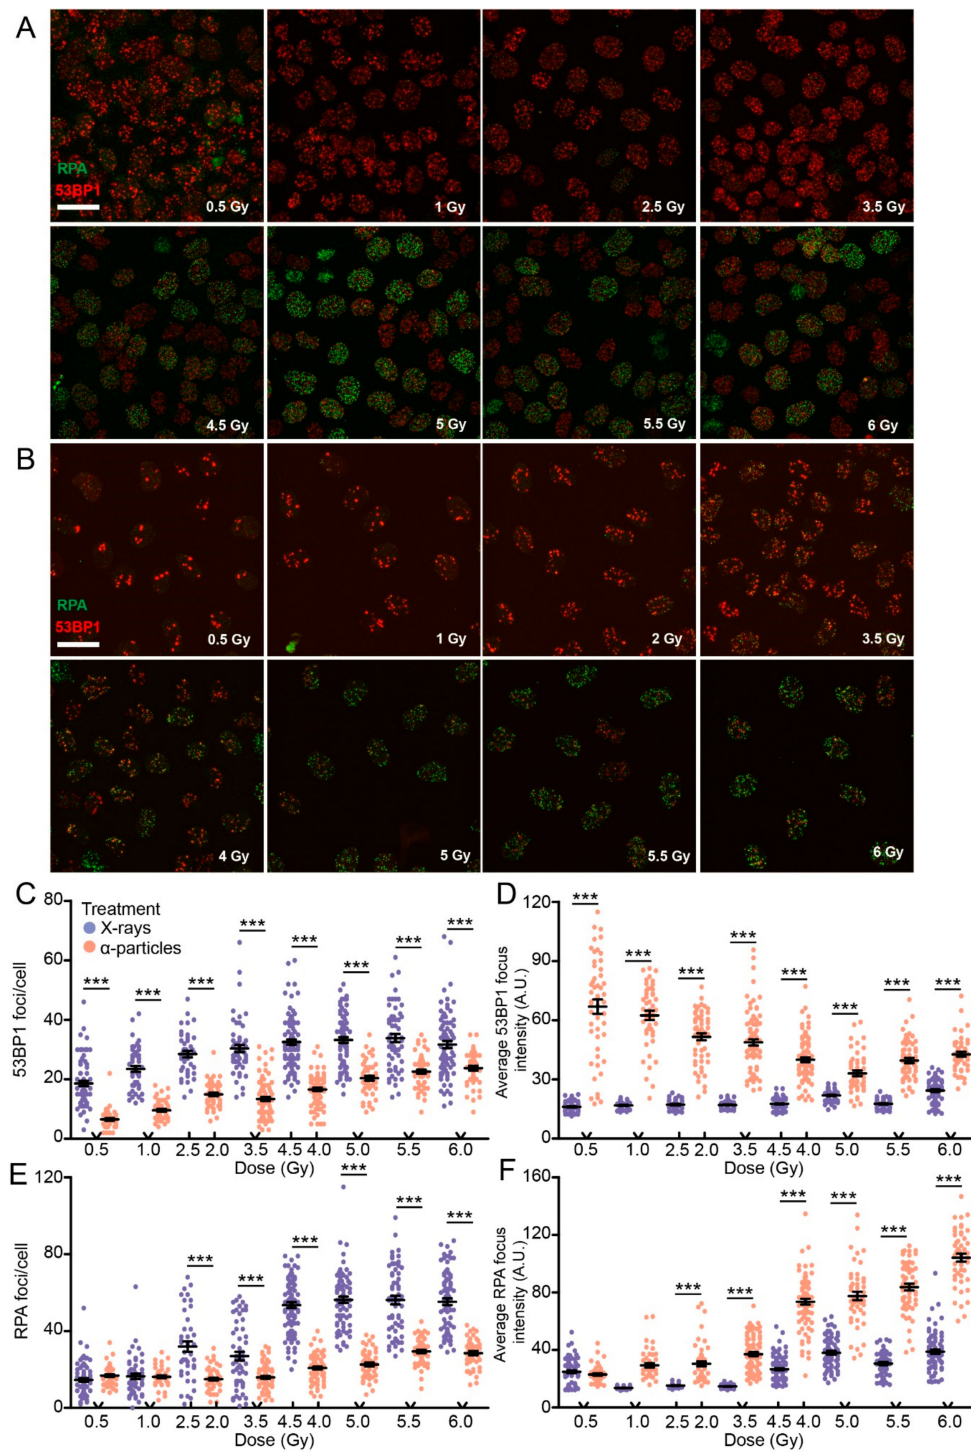 A
RPA
53BP1
0.5 Gy
1 Gy
2.5 Gy
3.5 Gy
4.5 Gy
5 Gy
5.5 Gy
6 Gy
B
RPA
53BP1
0.5 Gy
1 Gy
2 Gy
3.5 Gy
4 Gy
5 Gy
5.5 Gy
6 Gy
C
80
60
40
20
0
53BP1 foci/cell
Treatment
X-rays
α-particles
*** *** *** *** *** *** *** ***
0.5 1.0 2.5 2.0 3.5 4.5 4.0 5.0 5.5 6.0
Dose (Gy)
D
120
90
60
30
0
Average 53BP1 focus
intensity (A.U.)
*** *** *** *** *** *** *** ***
0.5 1.0 2.5 2.0 3.5 4.5 4.0 5.0 5.5 6.0
Dose (Gy)
E
120
80
40
0
RPA foci/cell
*** *** *** *** *** ***
0.5 1.0 2.5 2.0 3.5 4.5 4.0 5.0 5.5 6.0
Dose (Gy)
F
160
120
80
40
0
Average RPA focus
intensity (A.U.)
*** *** *** *** *** ***
0.5 1.0 2.5 2.0 3.5 4.5 4.0 5.0 5.5 6.0
Dose (Gy)